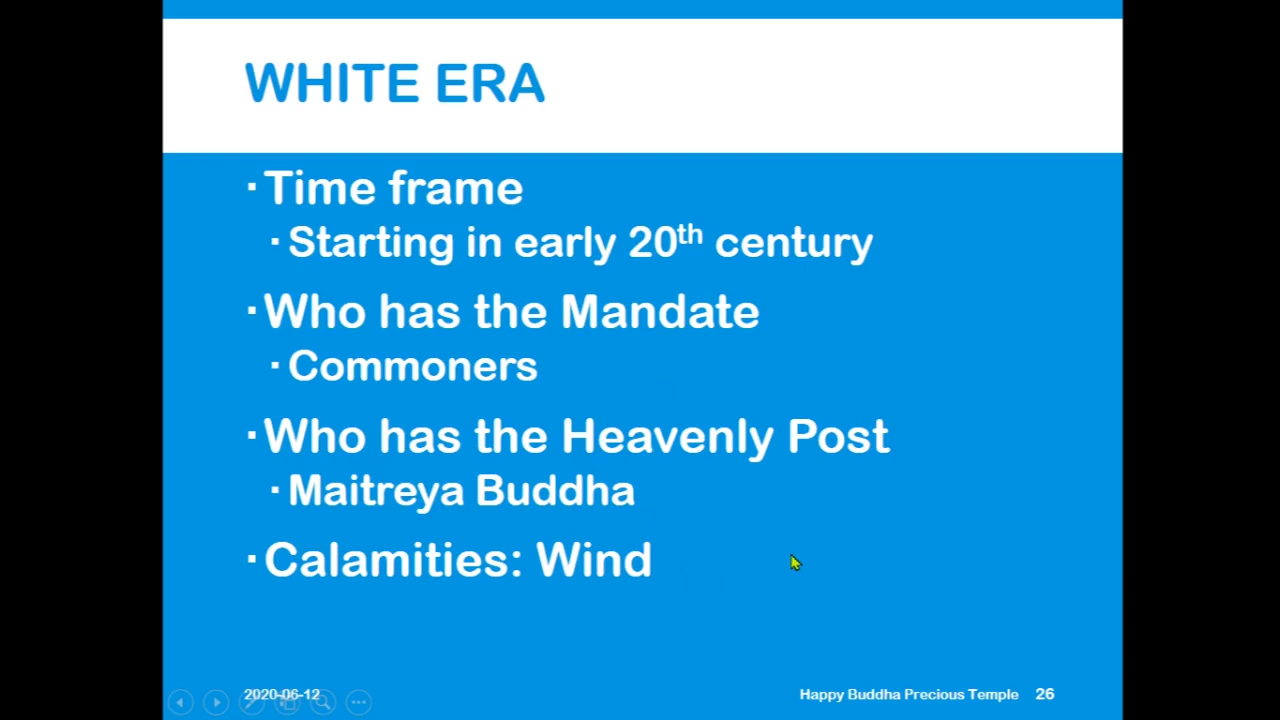 WHITE ERA
· Time frame
· Starting in early 20th century
· Who has the Mandate
· Commoners
· Who has the Heavenly Post
· Maitreya Buddha
· Calamities: Wind
2020-06-12 Happy Buddha Precious Temple 26